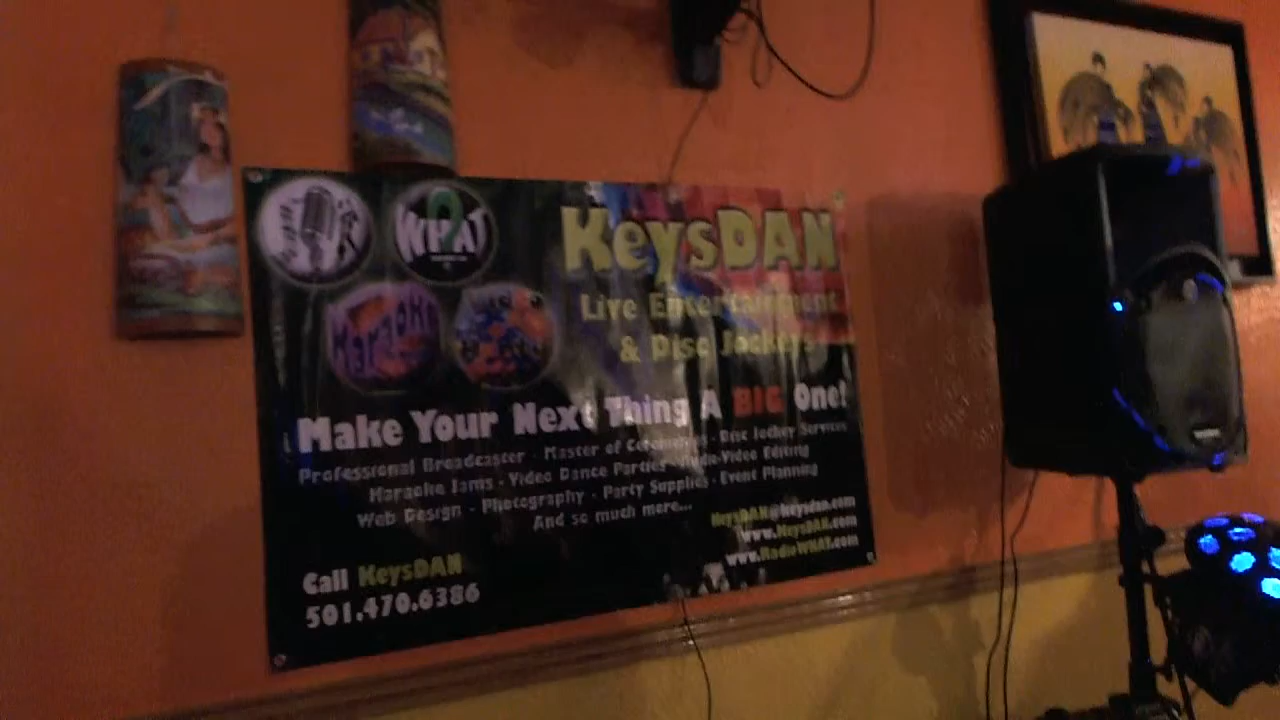 WHAT
Karaoke
KeysDAN
Live Entertainment
& Disc Jockeys
Make Your Next Thing A BIG One!
Professional Broadcaster - Master of Ceremonies - Disc Jockey Services
Karaoke Jams - Video Dance Parties - Audio-Video Editing
Web Design - Photography - Party Supplies - Event Planning
And so much more...
KeysDAN@keysdan.com
www.KeysDAN.com
www.RadioWHAT.com
Call KeysDAN
501.470.6386